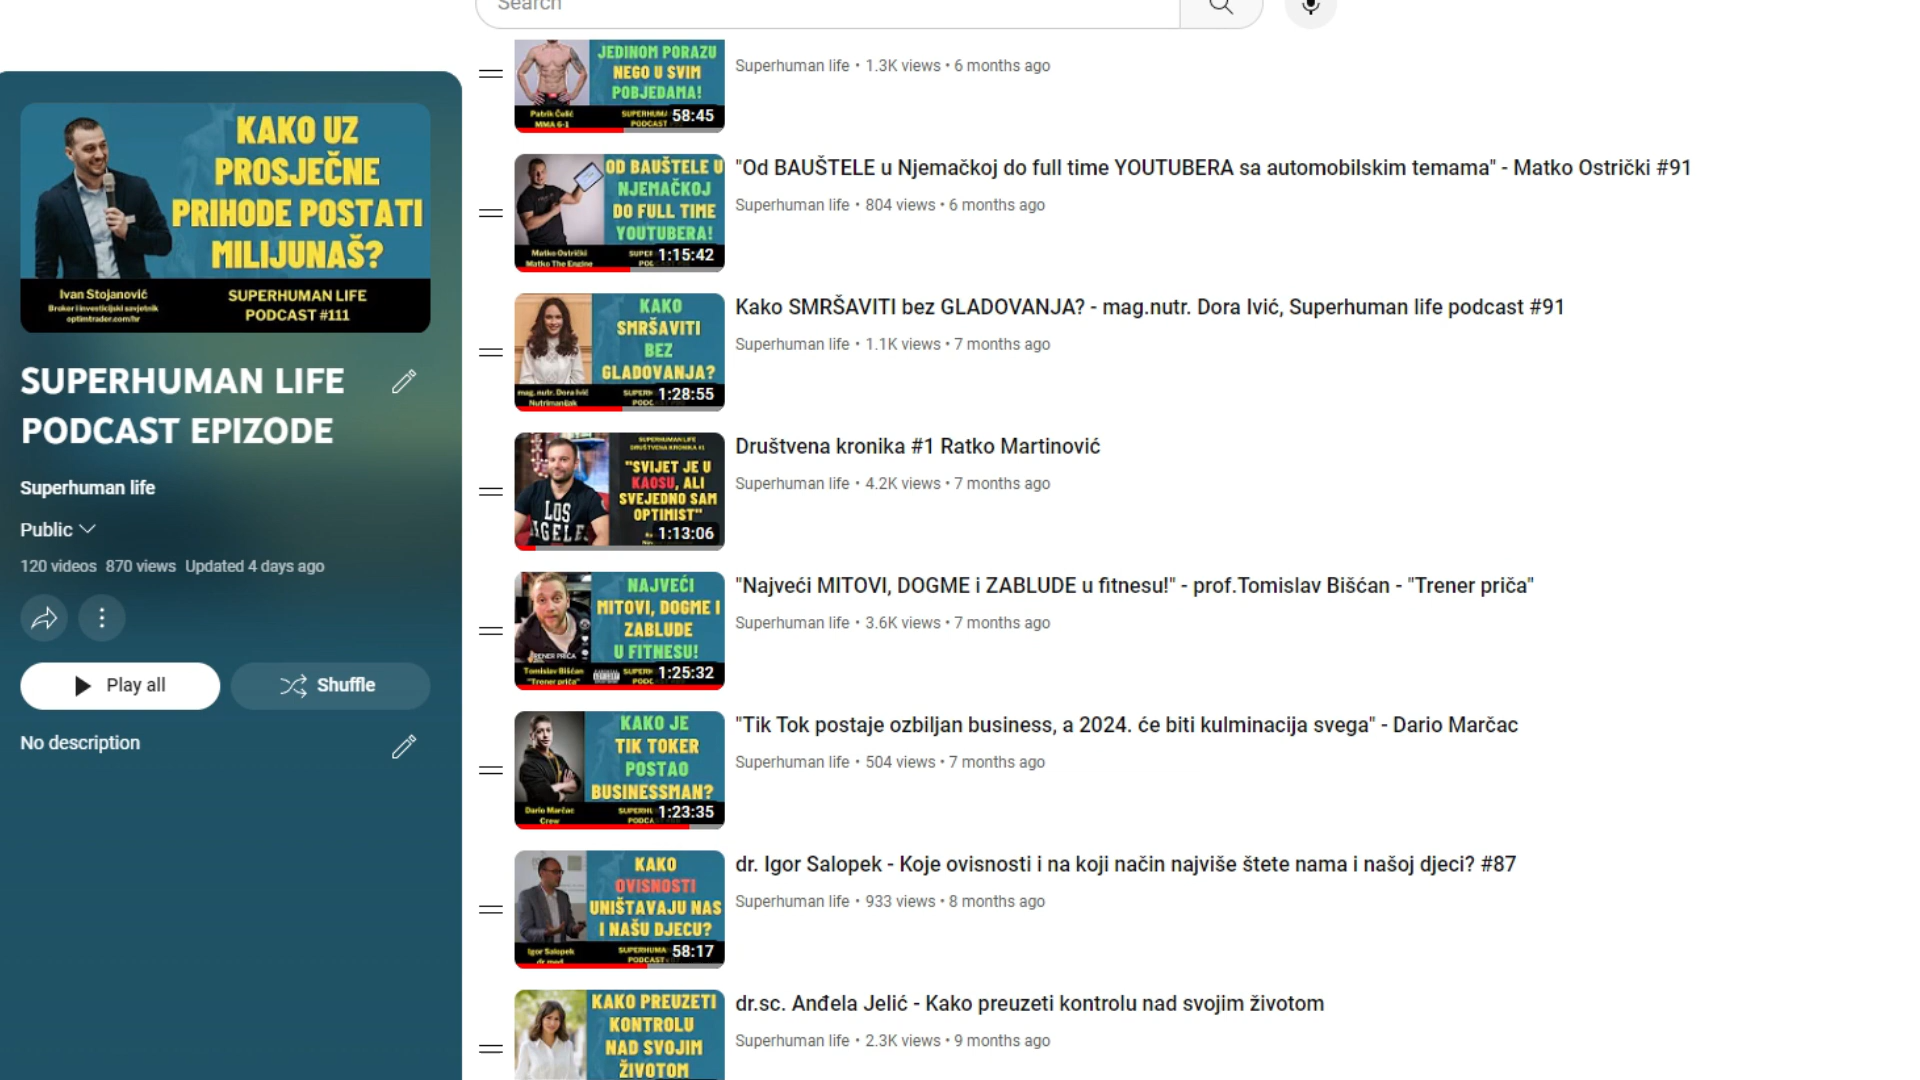 Search
KAKO UZ
PROSJEČNE
PRIHODE POSTATI
MILIJUNAŠ?
Ivan Stojanović
Broker i investicijski savjetnik
optimtrader.com/hr
SUPERHUMAN LIFE
PODCAST #111
SUPERHUMAN LIFE
PODCAST EPIZODE
Superhuman life
Public
120 videos 870 views Updated 4 days ago
Play all
Shuffle
No description
JEDINOM PORAZU
NEGO U SVIM
POBJEDAMA!
Patrik Čulić
MMA 6-1
PODCAST
58:45
Superhuman life • 1.3K views • 6 months ago
OD BAUŠTELE U
NJEMAČKOJ
DO FULL TIME
YOUTUBERA!
Matko Ostrički
Matko The Engine
1:15:42
"Od BAUŠTELE u Njemačkoj do full time YOUTUBERA sa automobilskim temama" - Matko Ostrički #91
Superhuman life • 804 views • 6 months ago
KAKO
SMRŠAVITI
BEZ
GLADOVANJA?
mag. nutr. Dora Ivić
Nutrimanijak
1:28:55
Kako SMRŠAVITI bez GLADOVANJA? - mag.nutr. Dora Ivić, Superhuman life podcast #91
Superhuman life • 1.1K views • 7 months ago
SUPERHUMAN LIFE
DRUŠTVENA KRONIKA #1
"SVIJET JE U
KAOSU, ALI
SVEJEDNO SAM
OPTIMIST"
LOS
1:13:06
Društvena kronika #1 Ratko Martinović
Superhuman life • 4.2K views • 7 months ago
NAJVEĆI
MITOVI, DOGME I
ZABLUDE
U FITNESU!
TRENER PRIČA
Tomislav Bišćan
"Trener priča"
1:25:32
"Najveći MITOVI, DOGME i ZABLUDE u fitnesu!" - prof.Tomislav Bišćan - "Trener priča"
Superhuman life • 3.6K views • 7 months ago
KAKO JE
TIK TOKER
POSTAO
BUSINESSMAN?
Dario Marčac
Crew
1:23:35
"Tik Tok postaje ozbiljan business, a 2024. će biti kulminacija svega" - Dario Marčac
Superhuman life • 504 views • 7 months ago
KAKO
OVISNOSTI
UNIŠTAVAJU NAS
I NAŠU DJECU?
Igor Salopek
dr.med.
PODCAST
58:17
dr. Igor Salopek - Koje ovisnosti i na koji način najviše štete nama i našoj djeci? #87
Superhuman life • 933 views • 8 months ago
KAKO PREUZETI
KONTROLU
NAD SVOJIM
ŽIVOTOM
dr.sc. Anđela Jelić - Kako preuzeti kontrolu nad svojim životom
Superhuman life • 2.3K views • 9 months ago